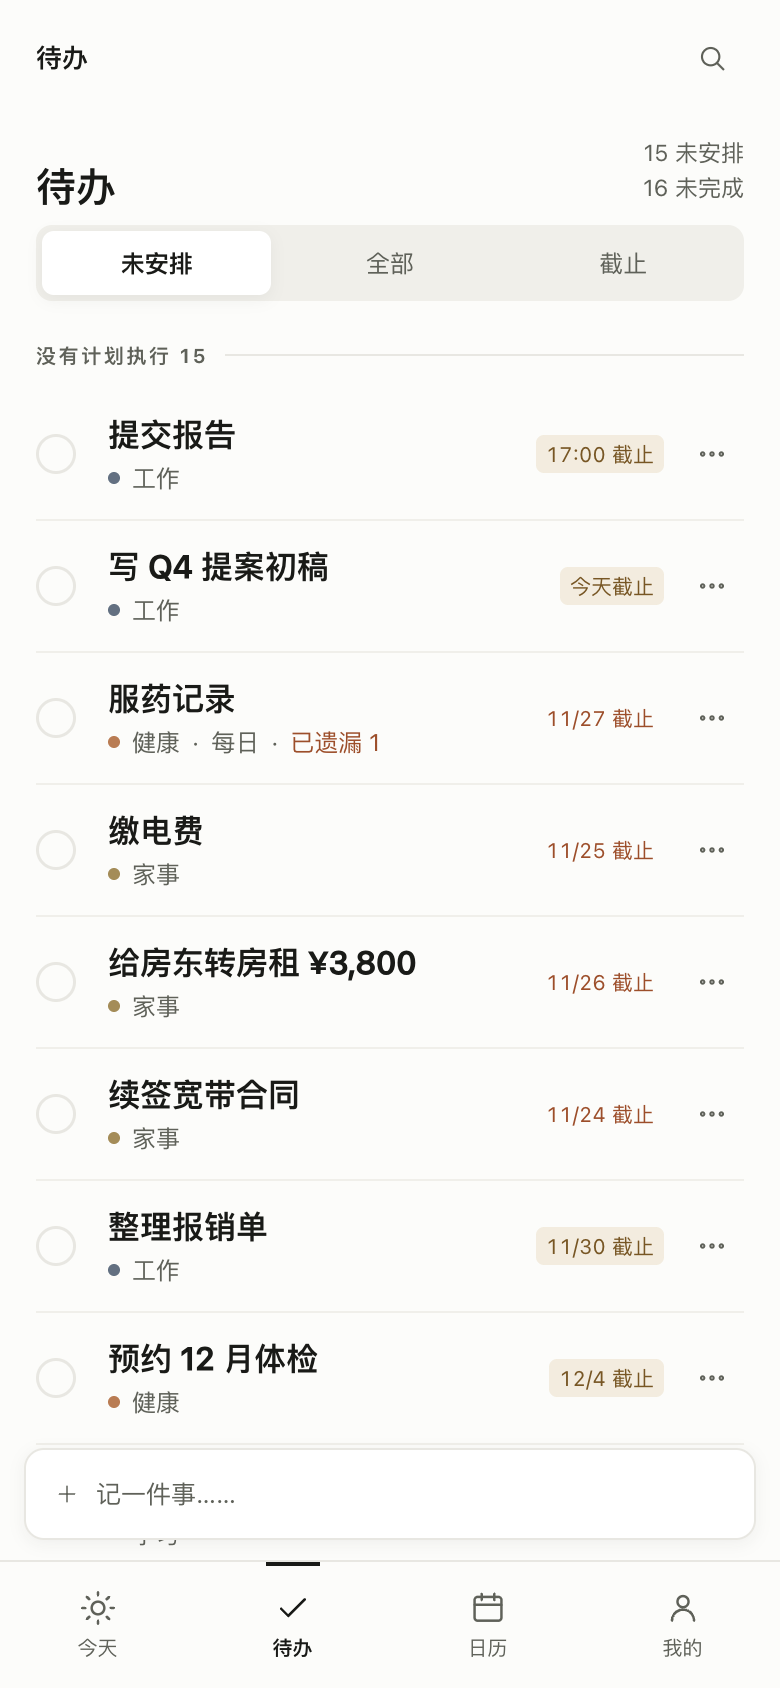 待办
15 未安排
16 未完成
待办
未安排 全部 截止
没有计划执行 15
提交报告
17:00 截止
工作
写 Q4 提案初稿
今天截止
工作
服药记录
11/27 截止
健康 · 每日 · 已遗漏 1
缴电费
11/25 截止
家事
给房东转房租 ¥3,800
11/26 截止
家事
续签宽带合同
11/24 截止
家事
整理报销单
11/30 截止
工作
预约 12 月体检
12/4 截止
健康
记一件事……
今天 待办 日历 我的